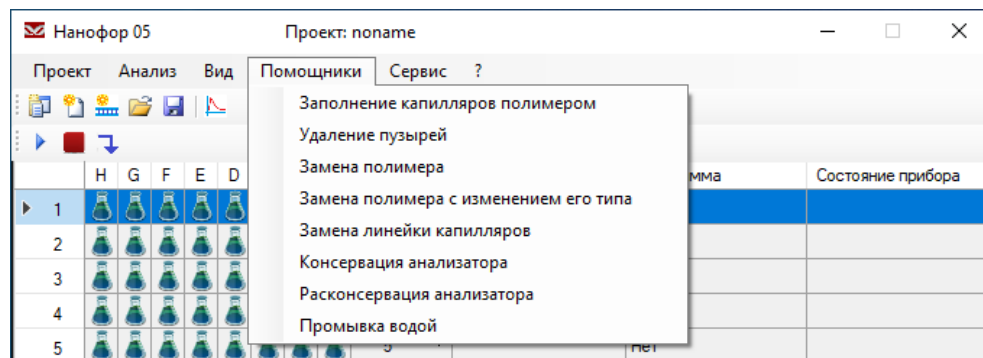 Нанофор 05 Проект: noname
Проект Анализ Вид Помощники Сервис ?
Заполнение капилляров полимером
Удаление пузырей
Замена полимера
Замена полимера с изменением его типа
Замена линейки капилляров
Консервация анализатора
Расконсервация анализатора
Промывка водой
H G F E D мма Состояние прибора
1
2
3
4
5 5 Нет